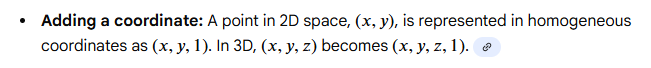 • Adding a coordinate: A point in 2D space, (x, y), is represented in homogeneous
coordinates as (x, y, 1). In 3D, (x, y, z) becomes (x, y, z, 1).